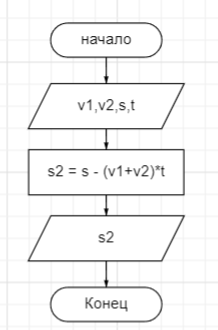 начало
v1,v2,s,t
s2 = s - (v1+v2)*t
s2
Конец